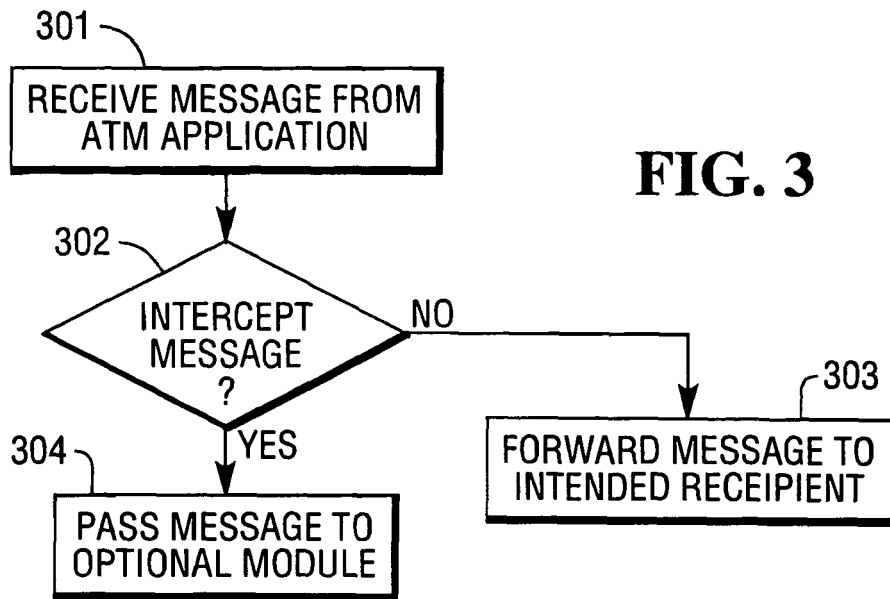 301
RECEIVE MESSAGE FROM
ATM APPLICATION
FIG. 3
302
INTERCEPT
MESSAGE
?
NO
YES
303
FORWARD MESSAGE TO
INTENDED RECEIPIENT
304
PASS MESSAGE TO
OPTIONAL MODULE